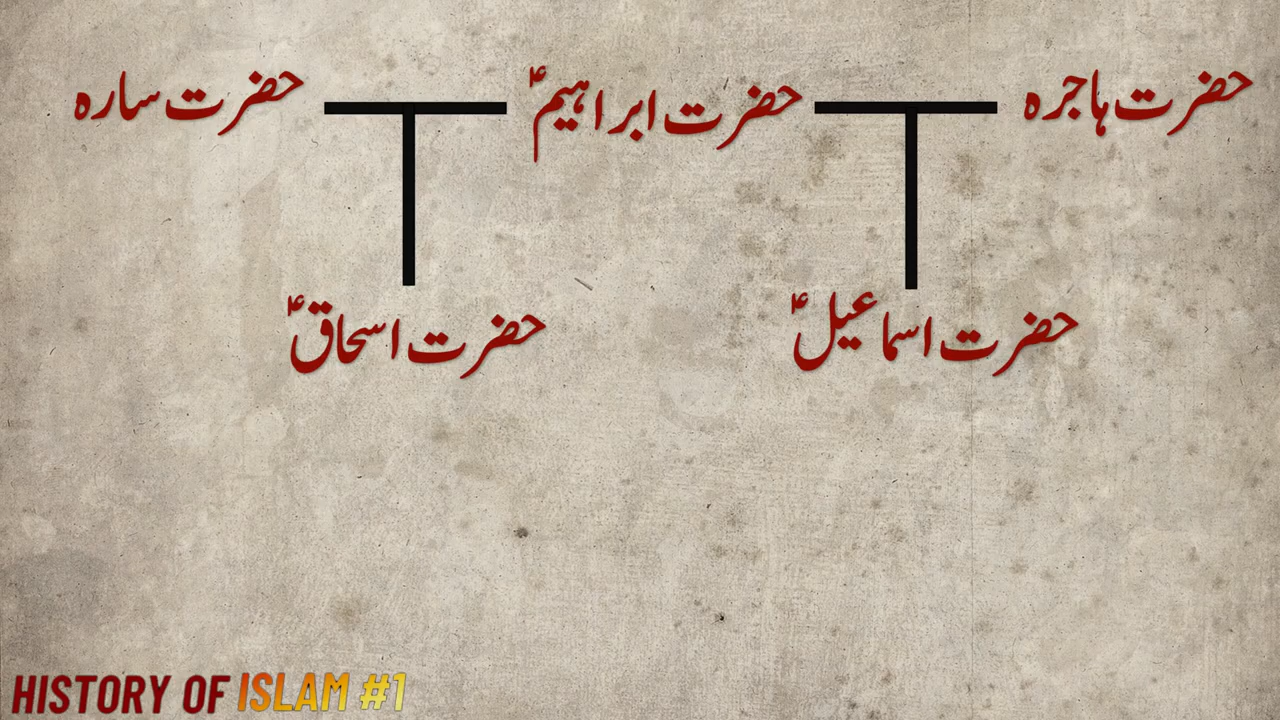 حضرت ہاجرہ
حضرت ابراہیمؑ
حضرت سارہ
حضرت اسماعیلؑ
حضرت اسحاقؑ
HISTORY OF ISLAM #1